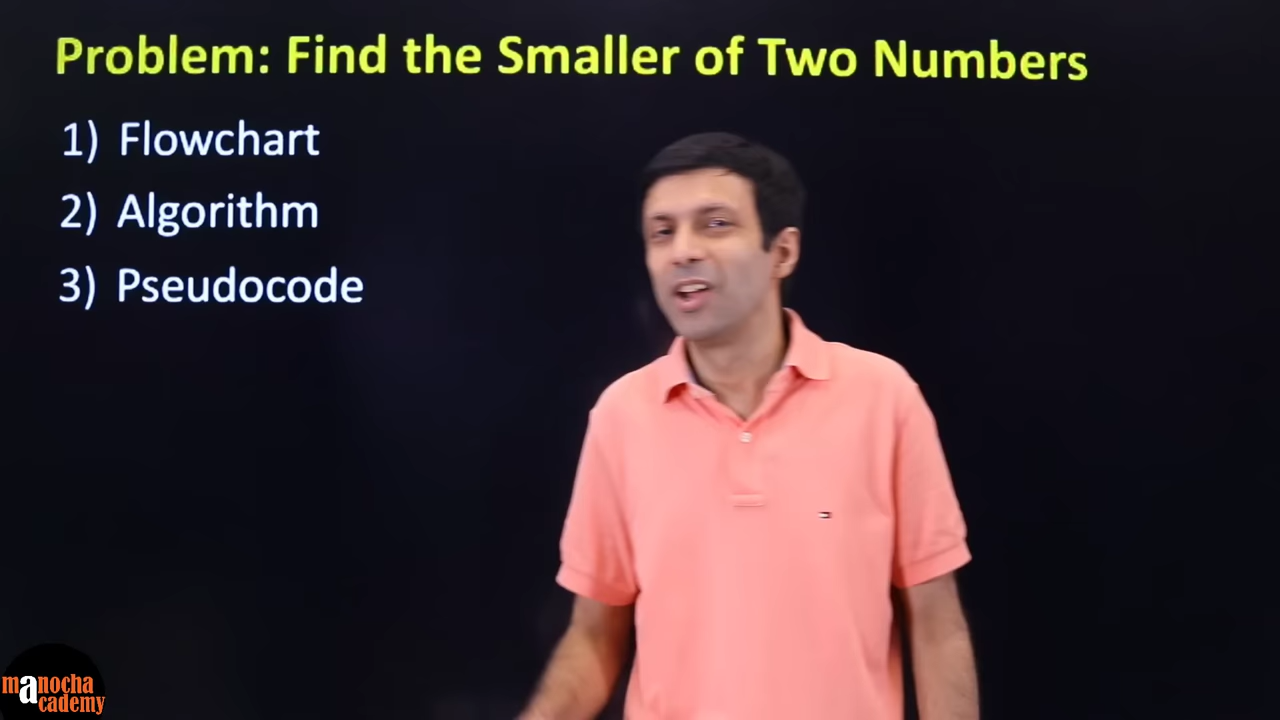 Problem: Find the Smaller of Two Numbers
1) Flowchart
2) Algorithm
3) Pseudocode
manocha
academy